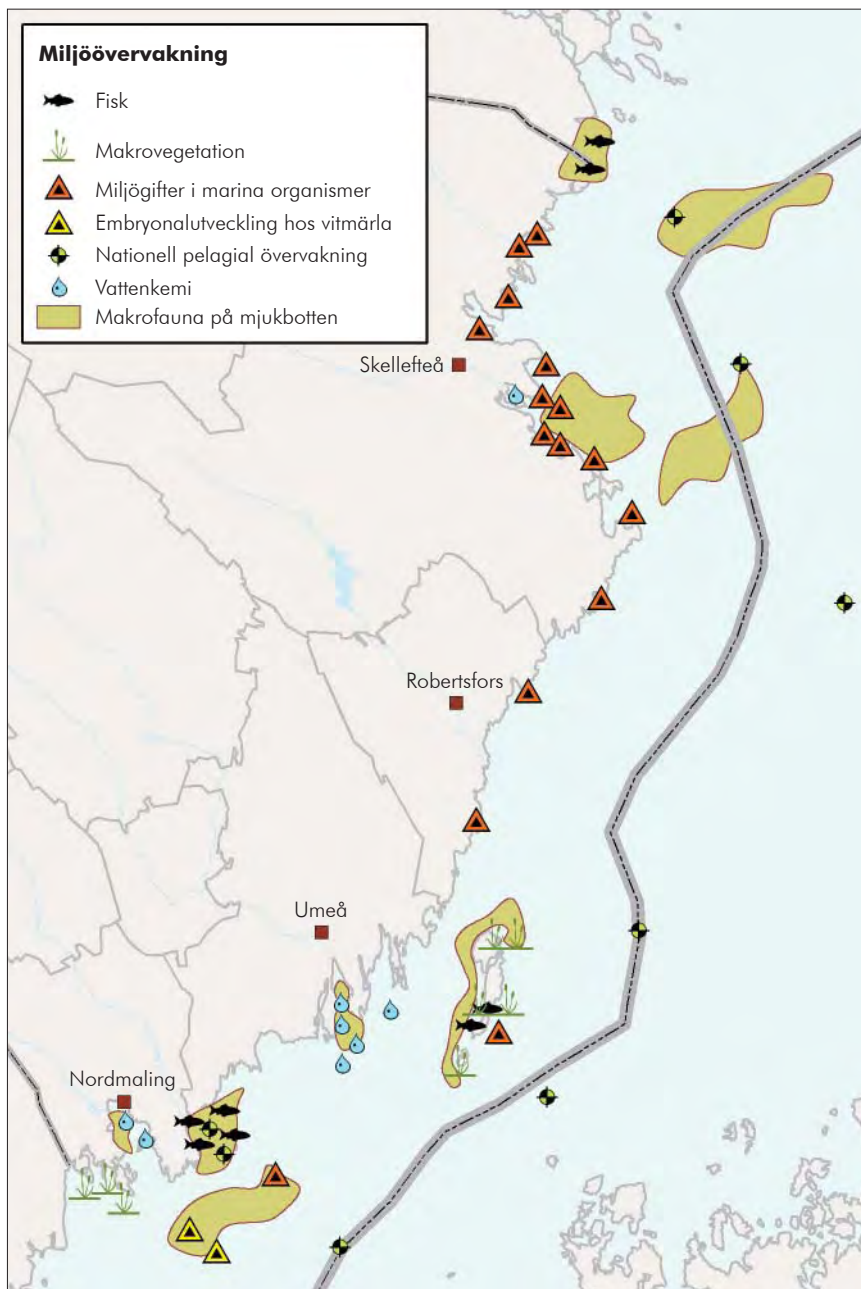 Miljöövervakning
Fisk
Makrovegetation
Miljögifter i marina organismer
Embryonalutveckling hos vitmärla
Nationell pelagial övervakning
Vattenkemi
Makrofauna på mjukbotten
Skellefteå
Robertsfors
Umeå
Nordmaling